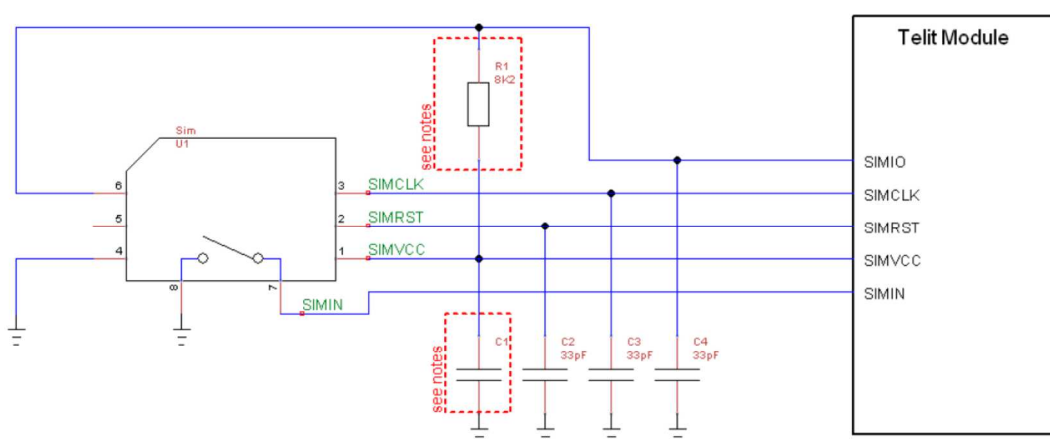 Telit Module
R1
8K2
see notes
Sim
U1
SIMIO
6
3
SIMCLK
SIMCLK
5
2
SIMRST
SIMRST
4
1
SIMVCC
SIMVCC
8
7
SIMIN
SIMIN
see notes
C1
C2
33pF
C3
33pF
C4
33pF